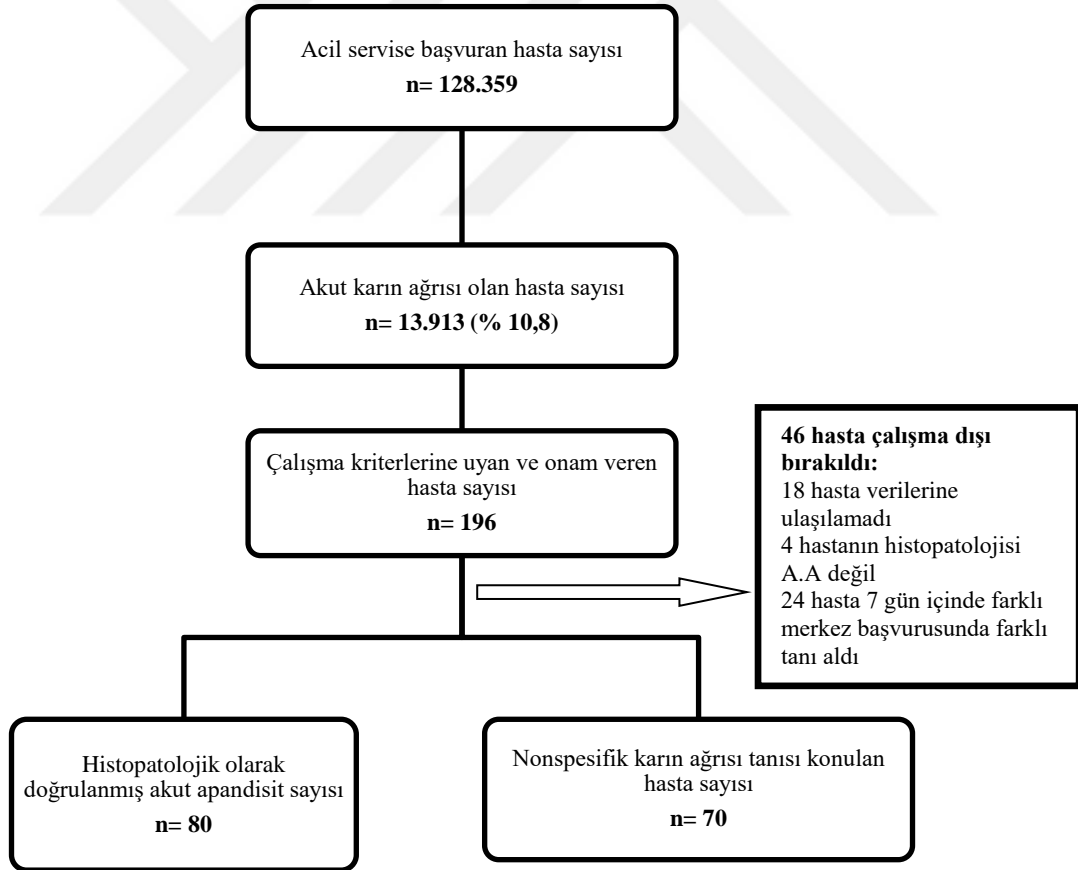 Acil servise başvuran hasta sayısı
n= 128.359
Akut karın ağrısı olan hasta sayısı
n= 13.913 (% 10,8)
Çalışma kriterlerine uyan ve onam veren
hasta sayısı
n= 196
46 hasta çalışma dışı
bırakıldı:
18 hasta verilerine
ulaşılamadı
4 hastanın histopatolojisi
A.A değil
24 hasta 7 gün içinde farklı
merkez başvurusunda farklı
tanı aldı
Histopatolojik olarak
doğrulanmış akut apandisit sayısı
n= 80
Nonspesifik karın ağrısı tanısı konulan
hasta sayısı
n= 70